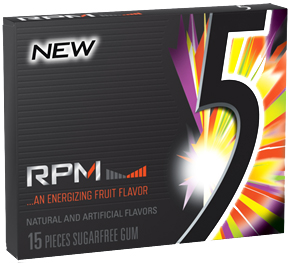 NEW
5
RPM
...AN ENERGIZING FRUIT FLAVOR
NATURAL AND ARTIFICIAL FLAVORS
15 PIECES SUGARFREE GUM